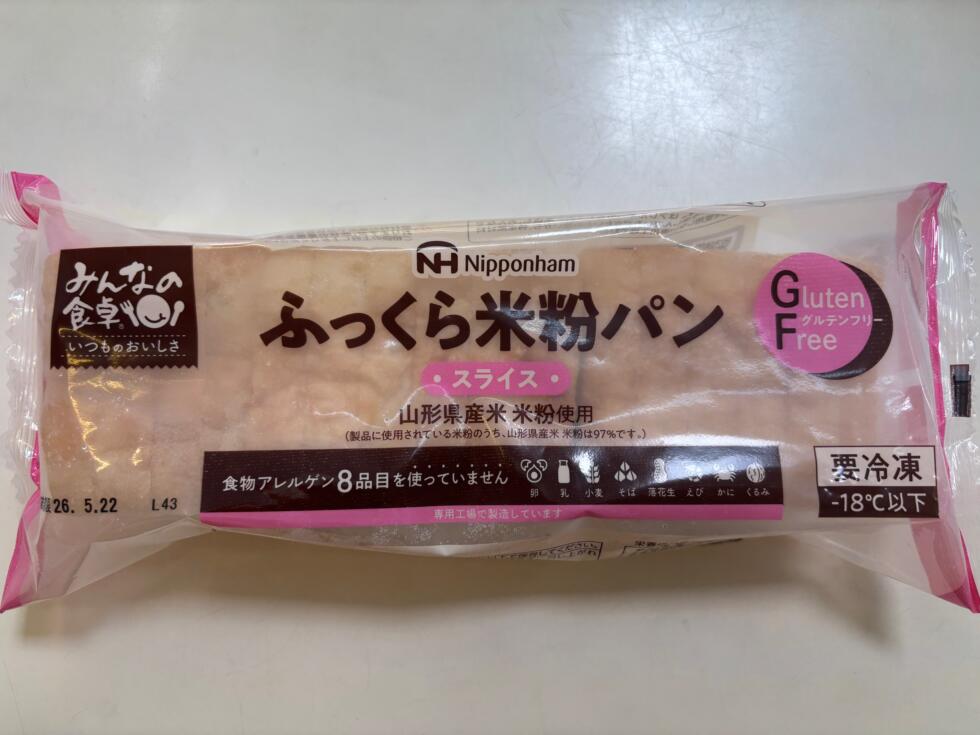 NH Nipponham
みんなの
食卓®
いつものおいしさ
ふっくら米粉パン
・スライス・
Gluten
グルテンフリー
Free
山形県産米 米粉使用
（製品に使用されている米粉のうち、山形県産米 米粉は97%です。）
食物アレルゲン8品目を使っていません
卵 乳 小麦 そば 落花生 えび かに くるみ
専用工場で製造しています
要冷凍
-18℃以下
26. 5.22 L43